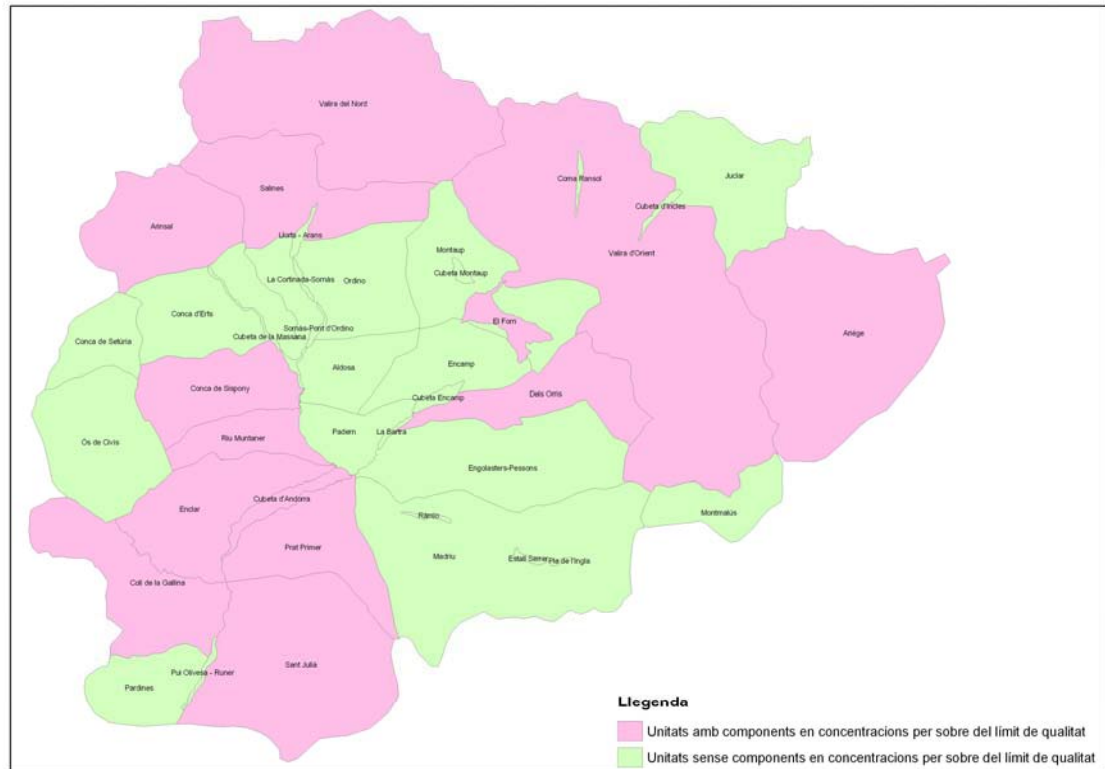 Valira del Nord
Coma Ransol
Juclar
Salines
Cubeta d'Incles
Arinsal
Llorts - Arans
Montaup
Valira d'Orient
Cubeta Montaup
La Cortinada-Sornàs
Ordino
Conca d'Erts
El Forn
Sornàs-Pont d'Ordino
Cubeta de la Massana
Ariége
Conca de Setúria
Aldosa
Encamp
Conca de Sispony
Dels Orris
Cubeta Encamp
Padern
La Bartra
Riu Muntaner
Os de Civís
Engolasters-Pessons
Cubeta d'Andorra
Enclar
Ràmio
Montmalús
Prat Primer
Madriu
Estall Serrer
Pla de l'Ingla
Coll de la Gallina
Sant Julià
Pui Olivesa - Runer
Pardines
Llegenda
Unitats amb components en concentracions per sobre del límit de qualitat
Unitats sense components en concentracions per sobre del límit de qualitat